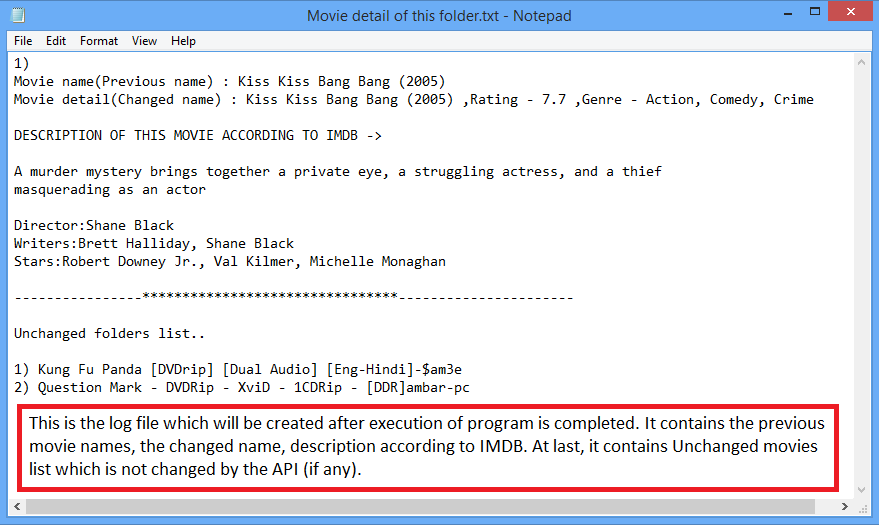 Movie detail of this folder.txt - Notepad
File Edit Format View Help
1)
Movie name(Previous name) : Kiss Kiss Bang Bang (2005)
Movie detail(Changed name) : Kiss Kiss Bang Bang (2005) ,Rating - 7.7 ,Genre - Action, Comedy, Crime
DESCRIPTION OF THIS MOVIE ACCORDING TO IMDB ->
A murder mystery brings together a private eye, a struggling actress, and a thief
masquerading as an actor
Director:Shane Black
Writers:Brett Halliday, Shane Black
Stars:Robert Downey Jr., Val Kilmer, Michelle Monaghan
----------------********************************----------------------
Unchanged folders list..
1) Kung Fu Panda [DVDrip] [Dual Audio] [Eng-Hindi]-$am3e
2) Question Mark - DVDRip - XviD - 1CDRip - [DDR]ambar-pc
This is the log file which will be created after execution of program is completed. It contains the previous
movie names, the changed name, description according to IMDB. At last, it contains Unchanged movies
list which is not changed by the API (if any).